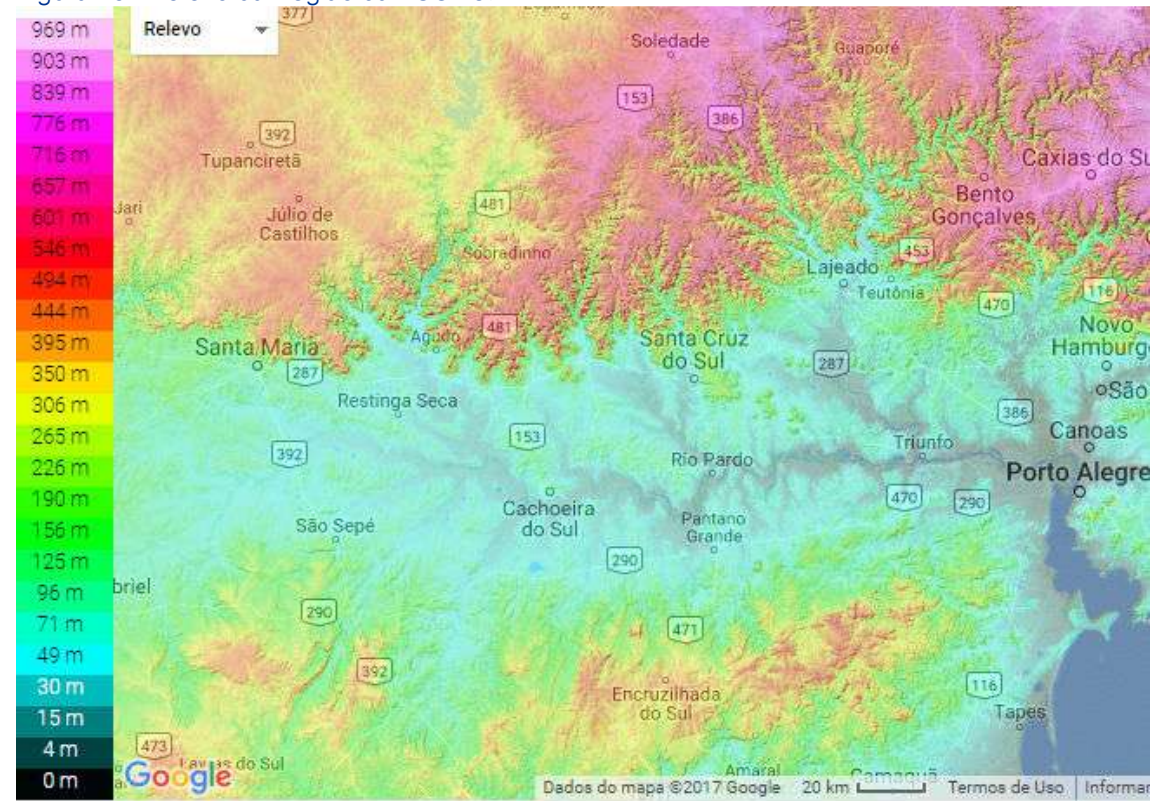 969 m
903 m
839 m
776 m
716 m
657 m
601 m
546 m
494 m
444 m
395 m
350 m
306 m
265 m
226 m
190 m
156 m
125 m
96 m
71 m
49 m
30 m
15 m
4 m
0 m
Relevo
377
Soledade
Guaporé
153
386
392
Tupanciretã
Caxias do Su
Bento
Gonçalves
Jari
Júlio de
Castilhos
481
Sobradinho
453
Lajeado
Teutônia
116
470
Agudo
481
Santa Maria
287
Santa Cruz
do Sul
287
Novo
Hamburg
São
Restinga Seca
386
Canoas
153
392
Triunfo
Rio Pardo
Porto Alegre
470
290
Cachoeira
do Sul
Pantano
Grande
São Sepé
290
briel
290
471
392
Encruzilhada
do Sul
116
Tapes
473
Lavras do Sul
Google
Amaral
Camaquã
Dados do mapa ©2017 Google
20 km
Termos de Uso
Informar